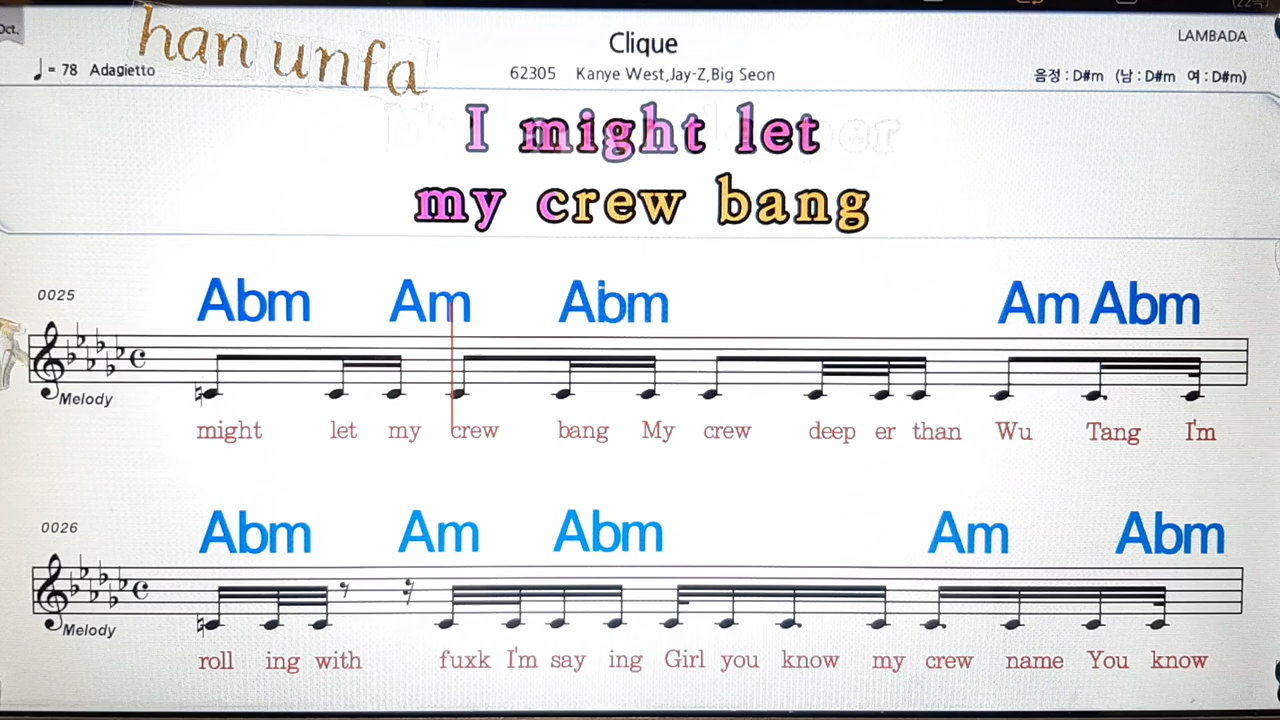 (22곡)
Oct.
han unfa
Clique
LAMBADA
♩= 78 Adagietto
62305 Kanye West,Jay-Z,Big Seon
음정 : D#m (남 : D#m 여 : D#m)
I might let
my crew bang
0025
Abm Am Abm Am Abm
Melody
might let my crew bang My crew deep er than Wu Tang I'm
0026
Abm Am Abm Am Abm
Melody
roll ing with fuxk I'm say ing Girl you know my crew name You know